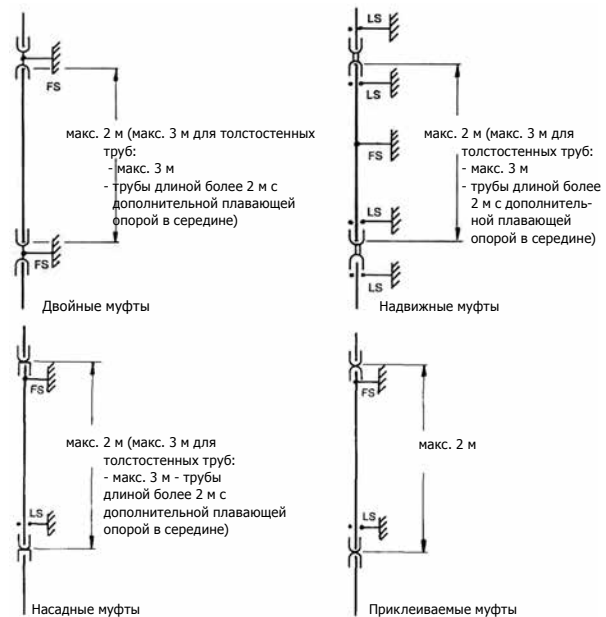 FS
макс. 2 м (макс. 3 м для толстостенных
труб:
- макс. 3 м
- трубы длиной более 2 м с
дополнительной плавающей
опорой в середине)
FS
Двойные муфты
LS
LS
FS
макс. 2 м (макс. 3 м для
толстостенных труб:
- макс. 3 м
- трубы длиной более
2 м с дополнитель-
ной плавающей
опорой в середине)
LS
LS
Надвижные муфты
FS
макс. 2 м (макс. 3 м для
толстостенных труб:
- макс. 3 м - трубы
длиной более 2 м с
дополнительной плавающей
опорой в середине)
LS
Насадные муфты
FS
макс. 2 м
LS
Приклеиваемые муфты